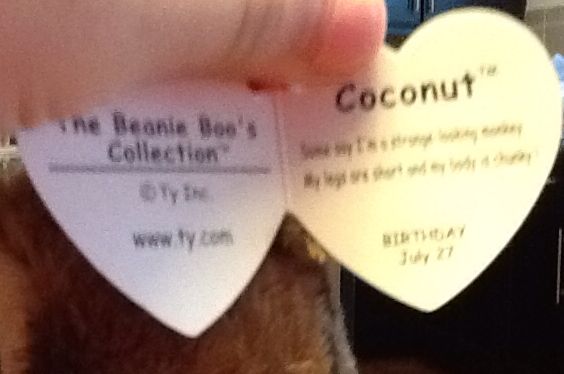 The Beanie Boo's
Collection™
© Ty Inc.
www.ty.com
Coconut™
Some say I'm a strange looking monkey
My legs are short and my body is chunky!
BIRTHDAY
July 27